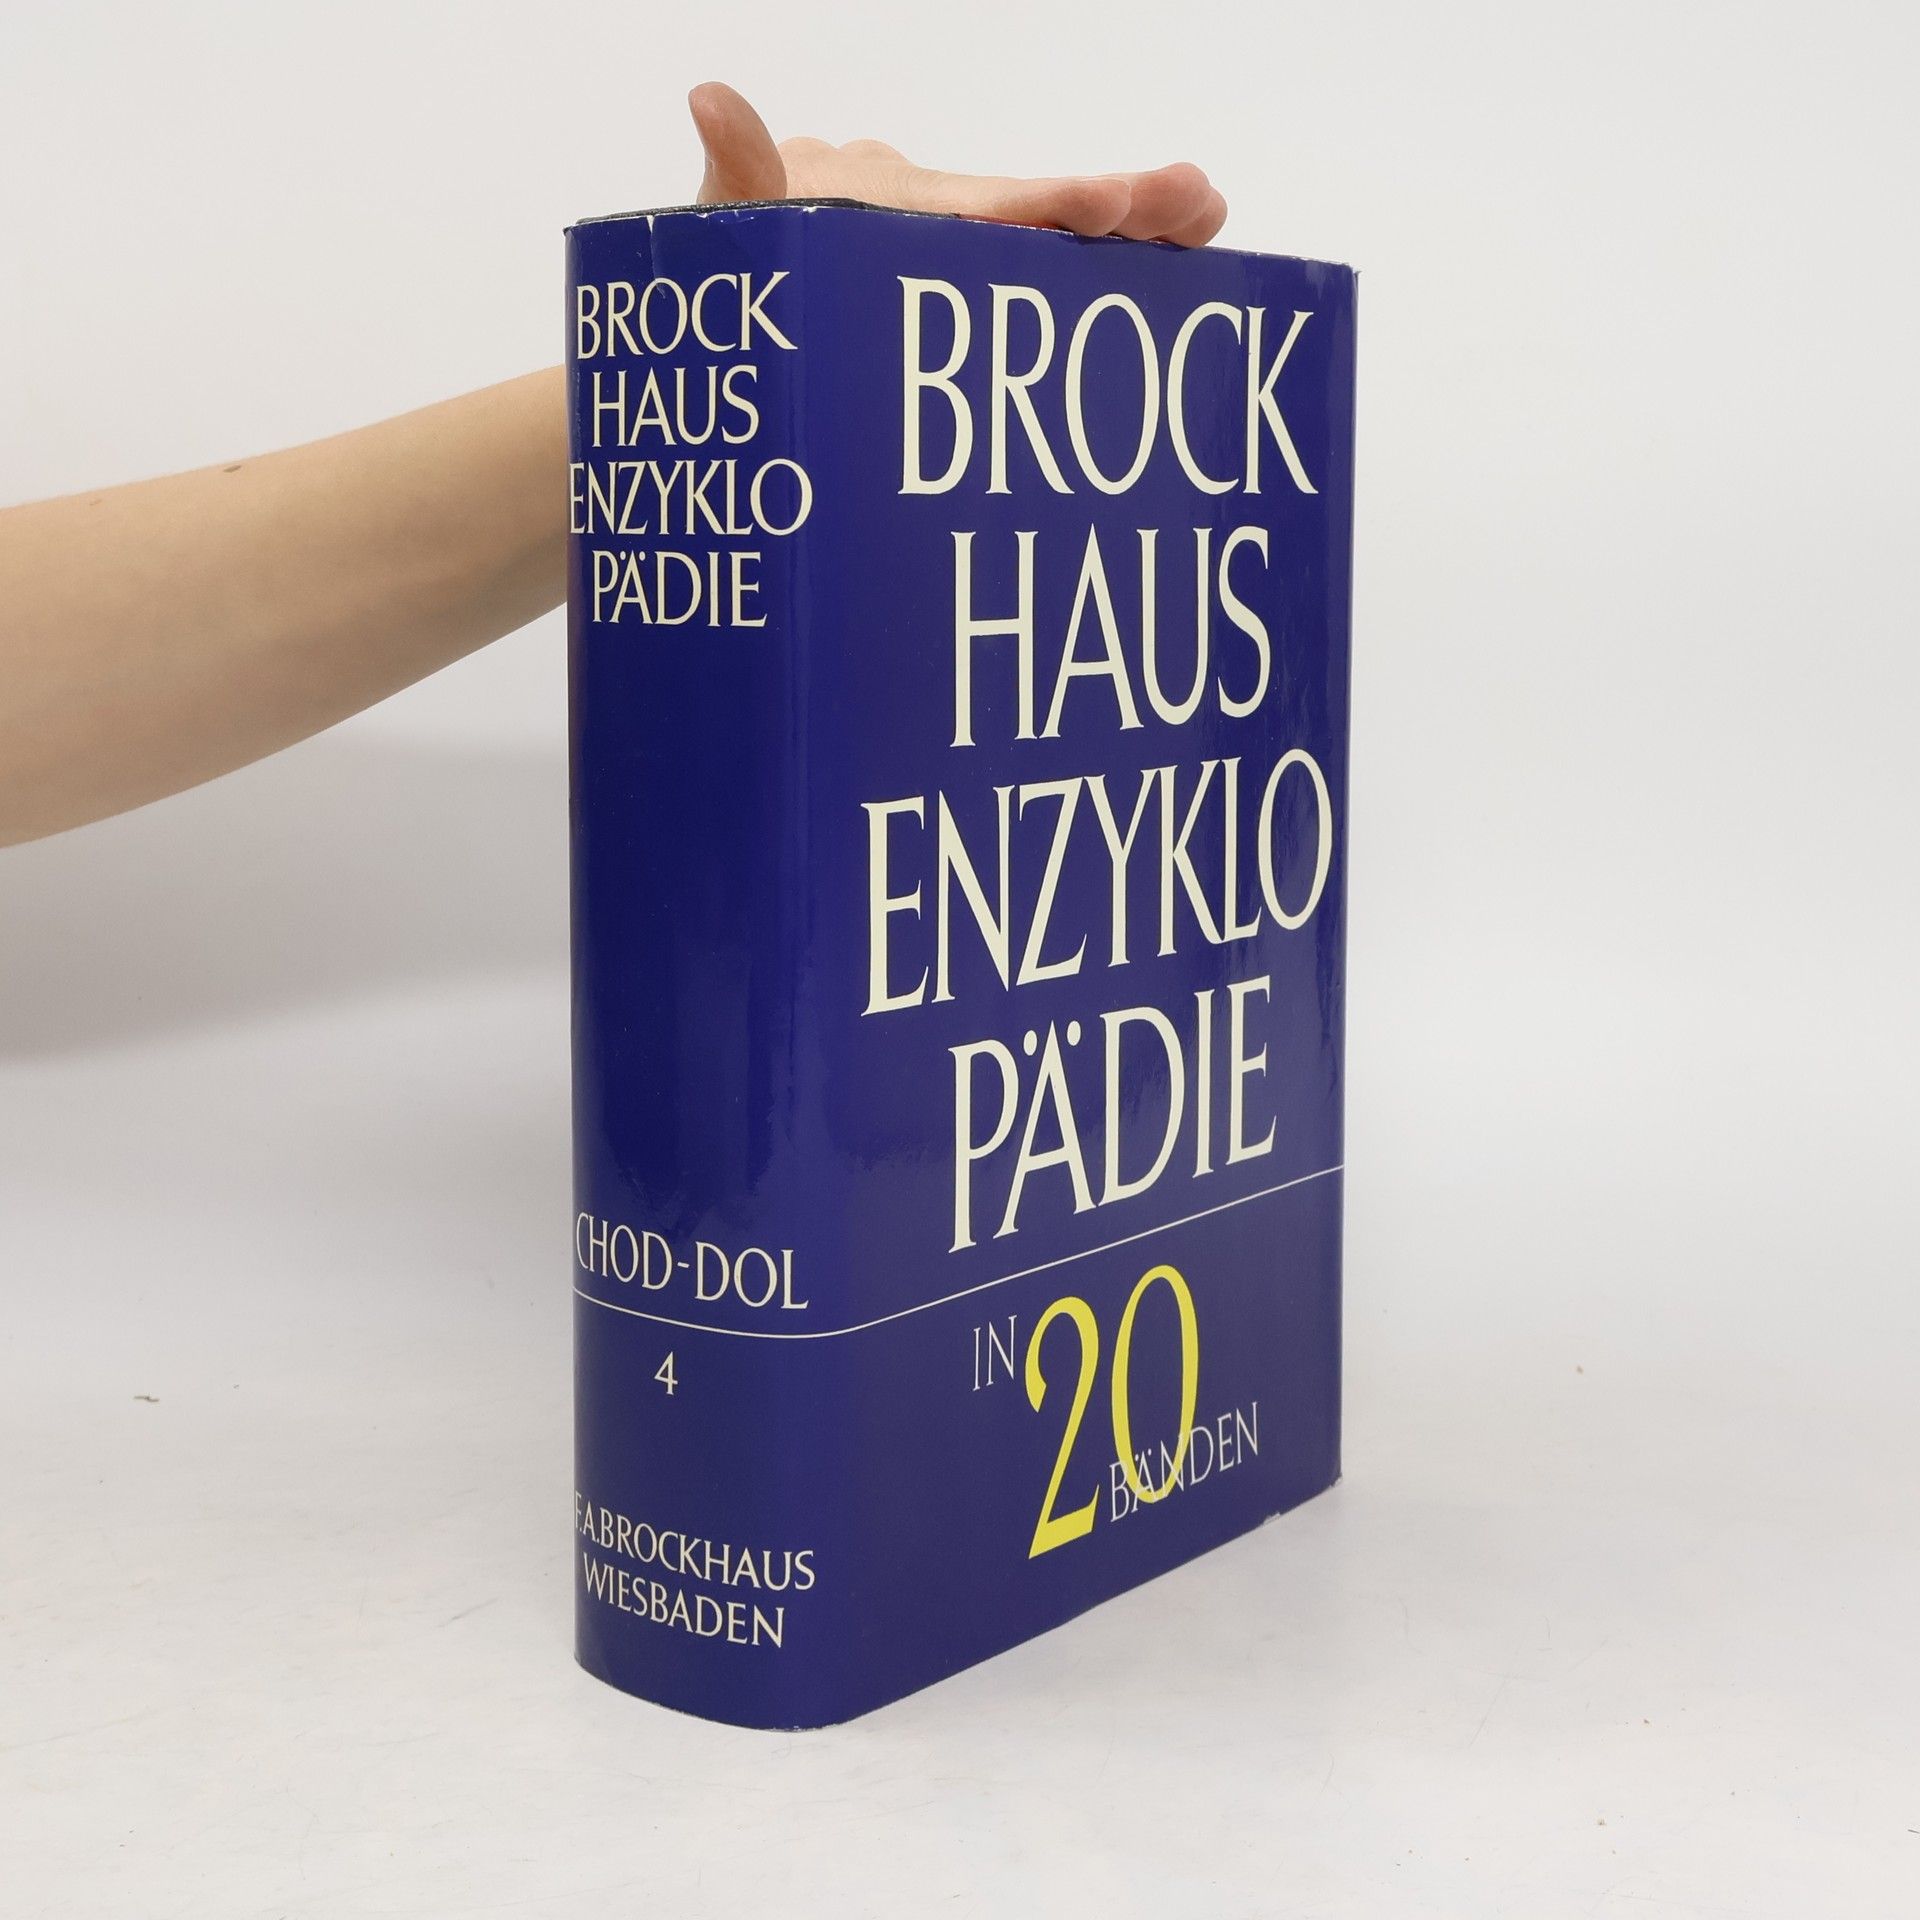 BROCK
HAUS
ENZYKLO
PÄDIE
CHOD-DOL
4
F.A.BROCKHAUS
WIESBADEN
BROCK
HAUS
ENZYKLO
PÄDIE
IN 20 BÄNDEN